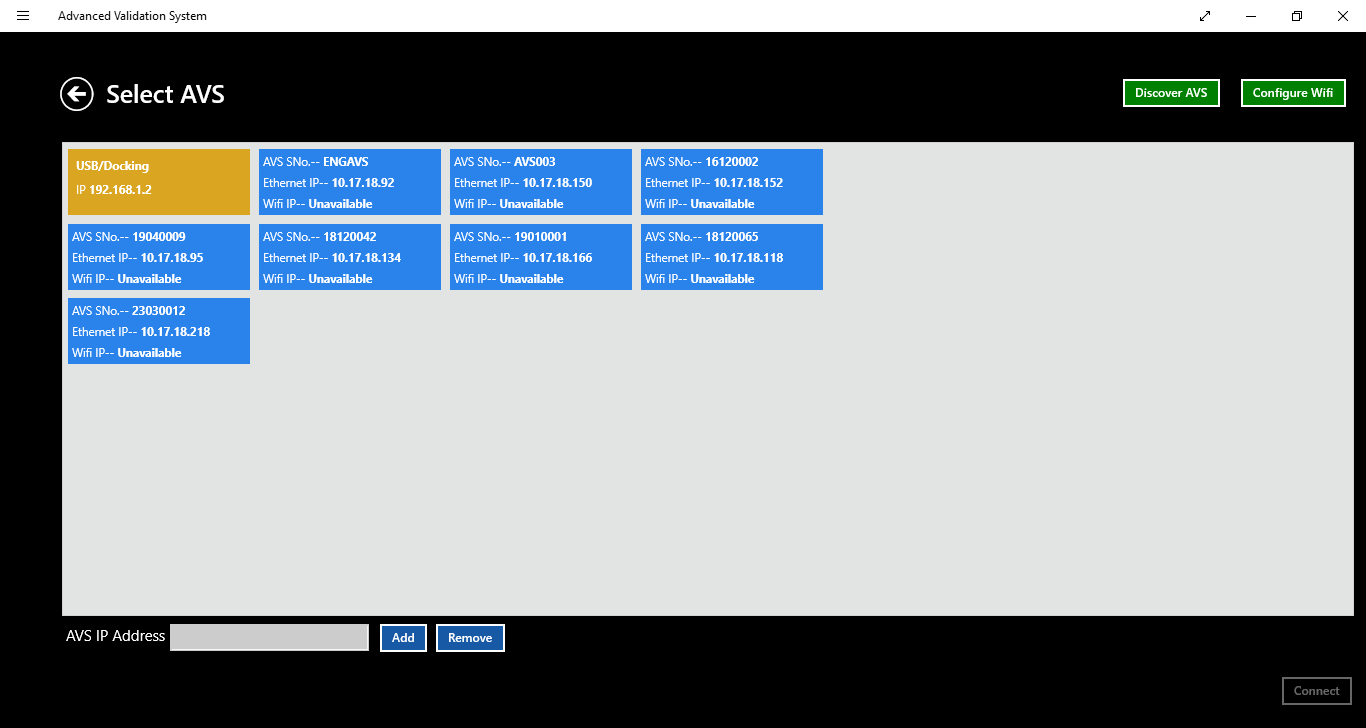 Advanced Validation System
Select AVS
Discover AVS
Configure Wifi
USB/Docking
IP 192.168.1.2
AVS SNo.-- ENGAVS
Ethernet IP-- 10.17.18.92
Wifi IP-- Unavailable
AVS SNo.-- AVS003
Ethernet IP-- 10.17.18.150
Wifi IP-- Unavailable
AVS SNo.-- 16120002
Ethernet IP-- 10.17.18.152
Wifi IP-- Unavailable
AVS SNo.-- 19040009
Ethernet IP-- 10.17.18.95
Wifi IP-- Unavailable
AVS SNo.-- 18120042
Ethernet IP-- 10.17.18.134
Wifi IP-- Unavailable
AVS SNo.-- 19010001
Ethernet IP-- 10.17.18.166
Wifi IP-- Unavailable
AVS SNo.-- 18120065
Ethernet IP-- 10.17.18.118
Wifi IP-- Unavailable
AVS SNo.-- 23030012
Ethernet IP-- 10.17.18.218
Wifi IP-- Unavailable
AVS IP Address
Add
Remove
Connect